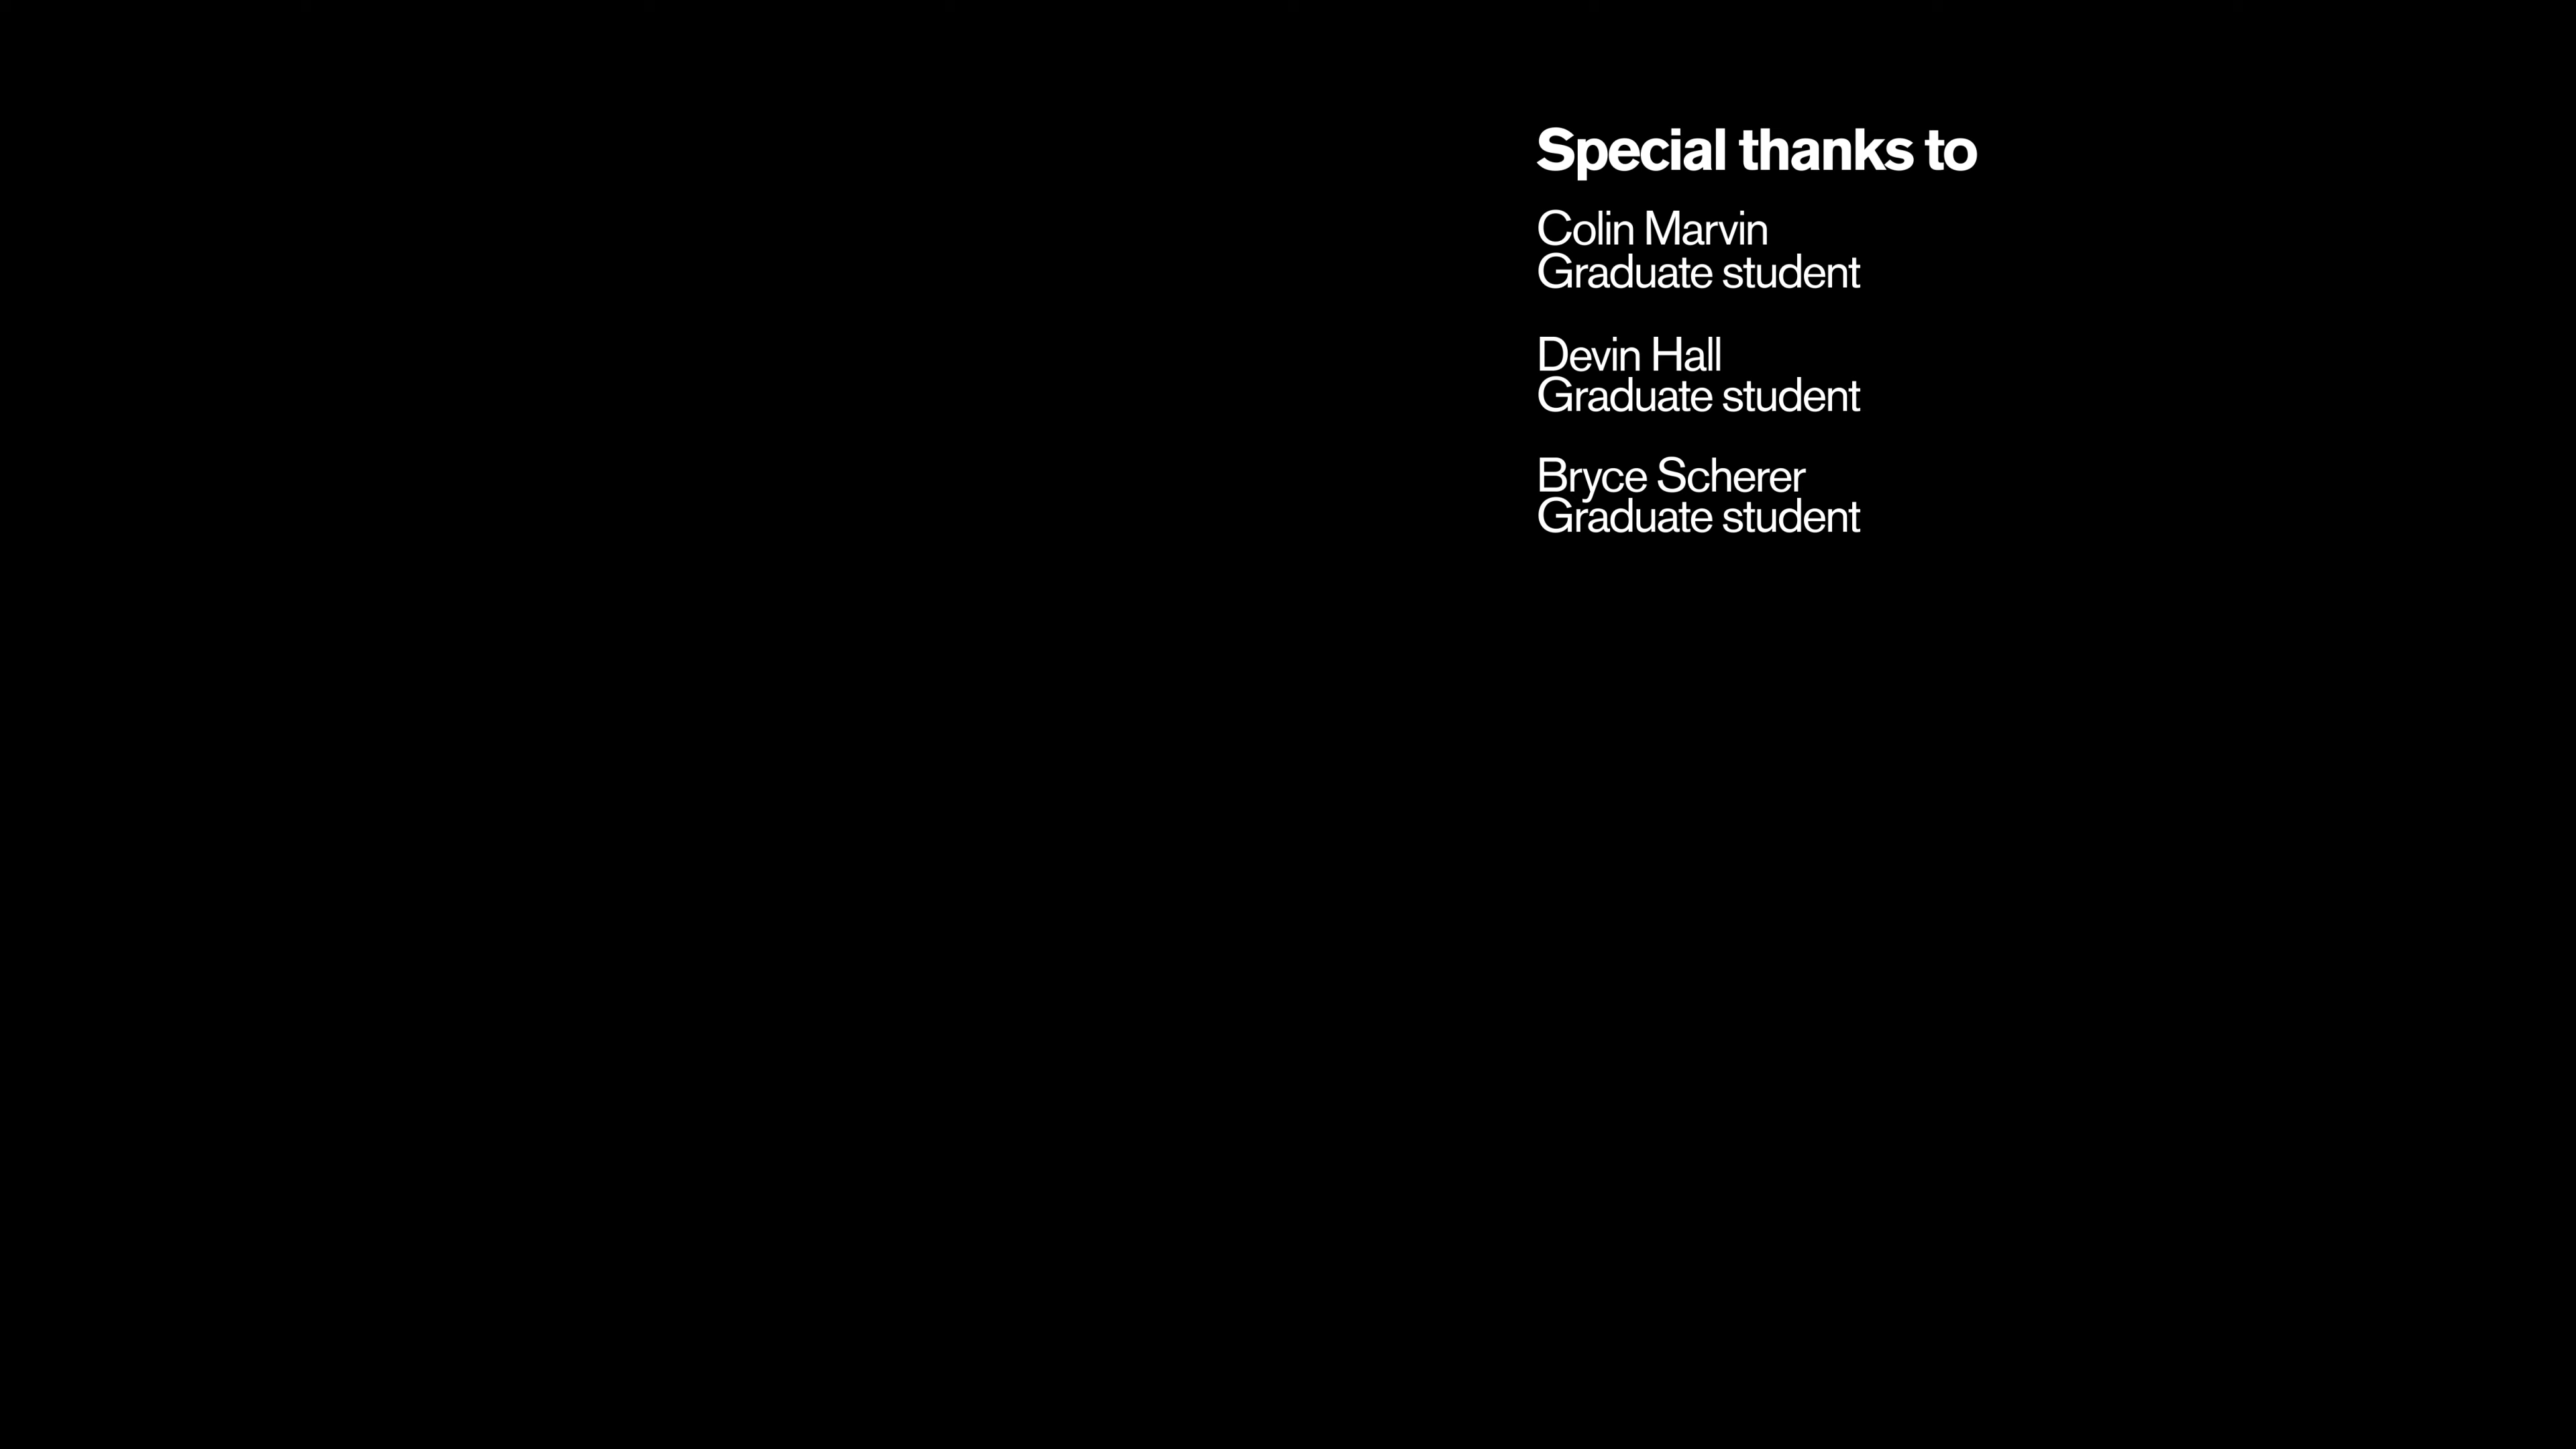 Special thanks to
Colin Marvin
Graduate student
Devin Hall
Graduate student
Bryce Scherer
Graduate student